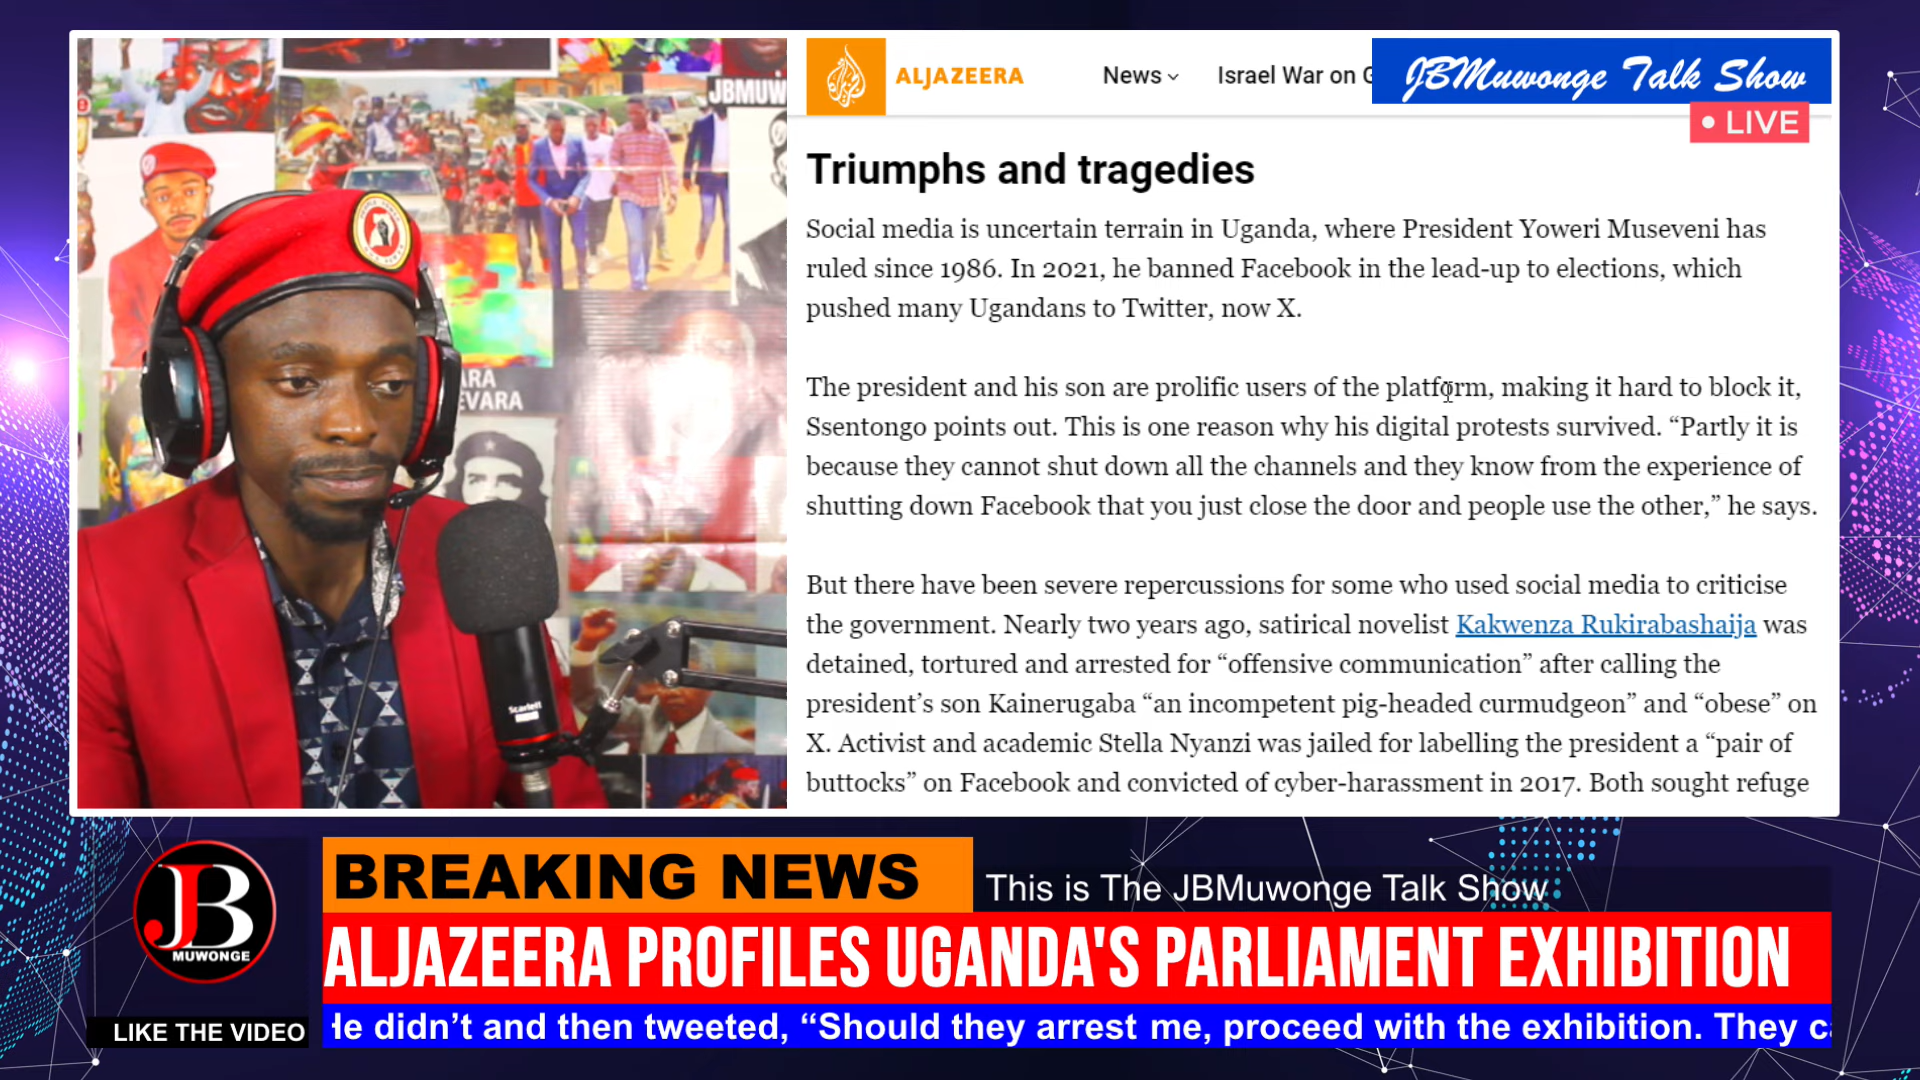 JBMUW
ARA
EVARA
Scarlett
ALJAZEERA
News
Israel War on G
JBMuwonge Talk Show
LIVE
Triumphs and tragedies
Social media is uncertain terrain in Uganda, where President Yoweri Museveni has
ruled since 1986. In 2021, he banned Facebook in the lead-up to elections, which
pushed many Ugandans to Twitter, now X.
The president and his son are prolific users of the platform, making it hard to block it,
Ssentongo points out. This is one reason why his digital protests survived. “Partly it is
because they cannot shut down all the channels and they know from the experience of
shutting down Facebook that you just close the door and people use the other,” he says.
But there have been severe repercussions for some who used social media to criticise
the government. Nearly two years ago, satirical novelist Kakwenza Rukirabashaija was
detained, tortured and arrested for “offensive communication” after calling the
president’s son Kainerugaba “an incompetent pig-headed curmudgeon” and “obese” on
X. Activist and academic Stella Nyanzi was jailed for labelling the president a “pair of
buttocks” on Facebook and convicted of cyber-harassment in 2017. Both sought refuge
JB
MUWONGE
LIKE THE VIDEO
BREAKING NEWS
This is The JBMuwonge Talk Show
ALJAZEERA PROFILES UGANDA'S PARLIAMENT EXHIBITION
He didn’t and then tweeted, “Should they arrest me, proceed with the exhibition. They c